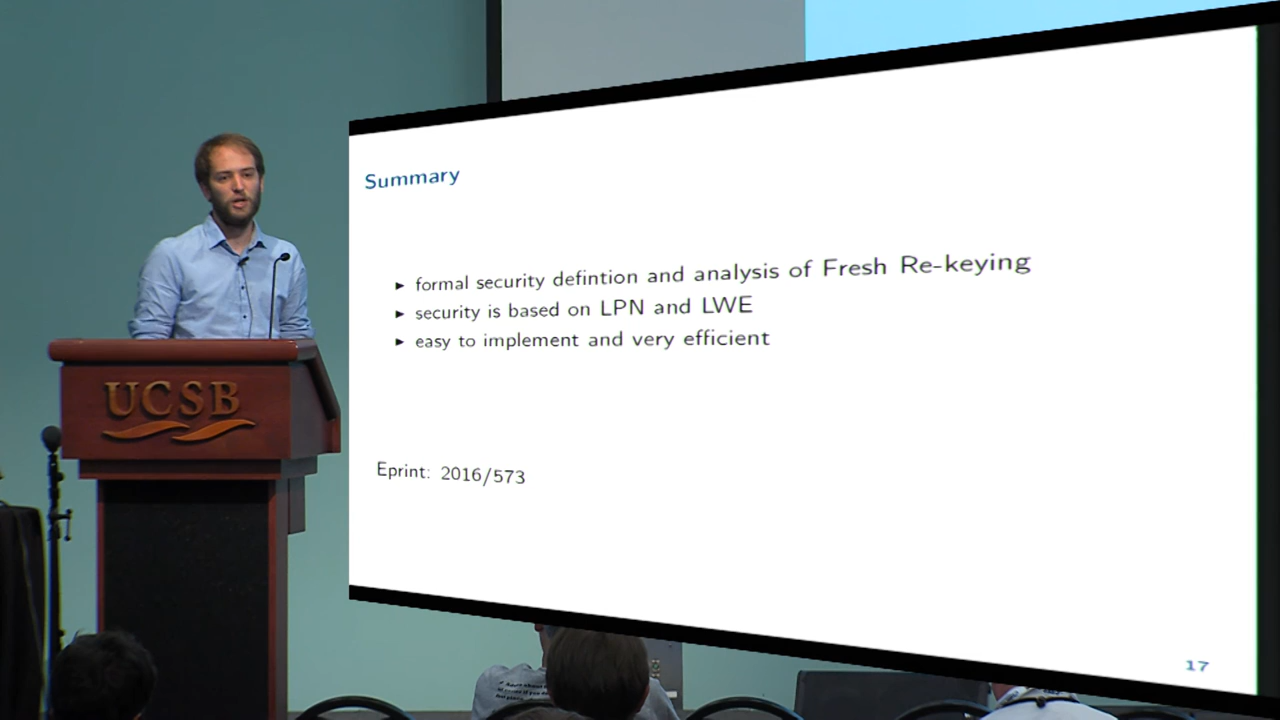 Summary
▶ formal security defintion and analysis of Fresh Re-keying
▶ security is based on LPN and LWE
▶ easy to implement and very efficient
Eprint: 2016/573
17
UCSB